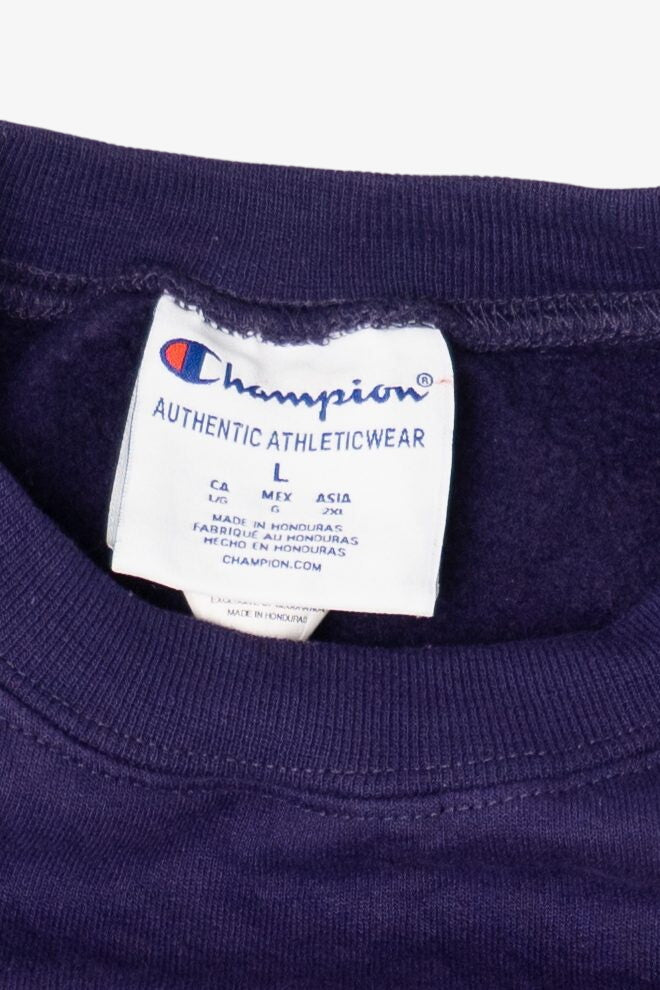 Champion®
AUTHENTIC ATHLETICWEAR
L
CA MEX ASIA
L/G G 2XL
MADE IN HONDURAS
FABRIQUÉ AU HONDURAS
HECHO EN HONDURAS
CHAMPION.COM
MADE IN HONDURAS